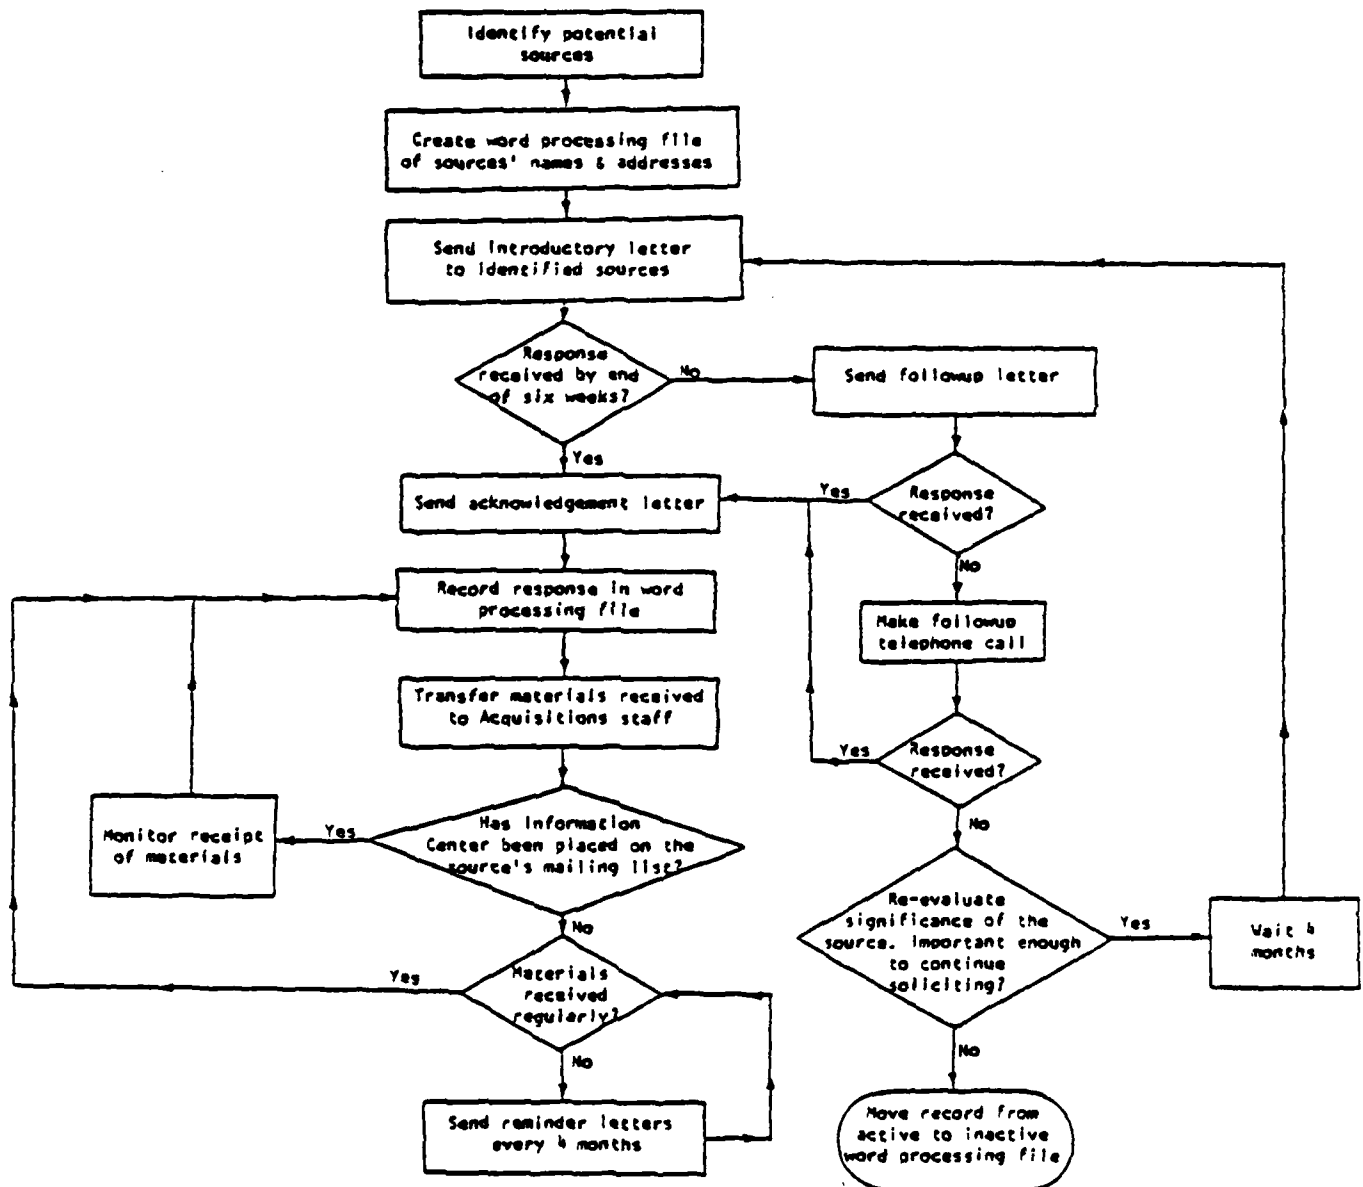 Identify potential
sources
Create word processing file
of sources' names & addresses
Send Introductory letter
to identified sources
Response
received by end
of six weeks?
No
Send followup letter
Yes
Send acknowledgement letter
Yes
Response
received?
No
Record response in word
processing file
Make followup
telephone call
Transfer materials received
to Acquisitions staff
Yes
Response
received?
No
Monitor receipt
of materials
Yes
Has Information
Center been placed on the
source's mailing list?
No
Re-evaluate
significance of the
source. Important enough
to continue
soliciting?
Yes
Wait 4
months
Yes
Materials
received
regularly?
No
No
Send reminder letters
every 4 months
Move record from
active to inactive
word processing file